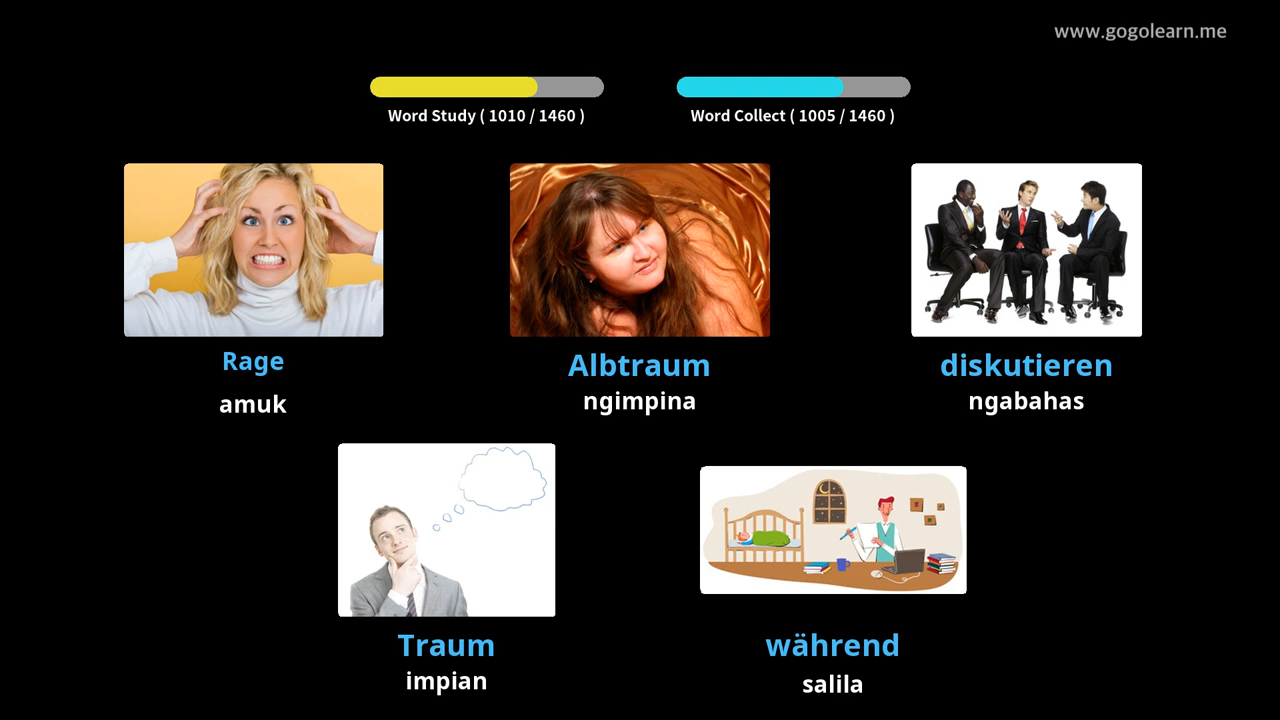 www.gogolearn.me
Word Study ( 1010 / 1460 )
Word Collect ( 1005 / 1460 )
Rage
amuk
Albtraum
ngimpina
diskutieren
ngabahas
Traum
impian
während
salila